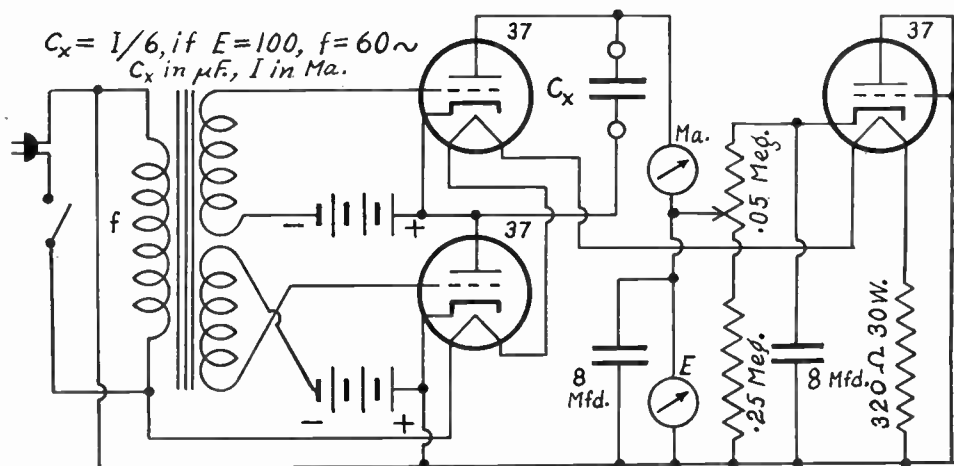 Cx = I/6, if E=100, f=60~
Cx in µF., I in Ma.
37
37
Cx
Ma.
.05 Meg.
f
-
+
37
.25 Meg.
8
Mfd.
E
8 Mfd.
320 Ω 30W.
-
+